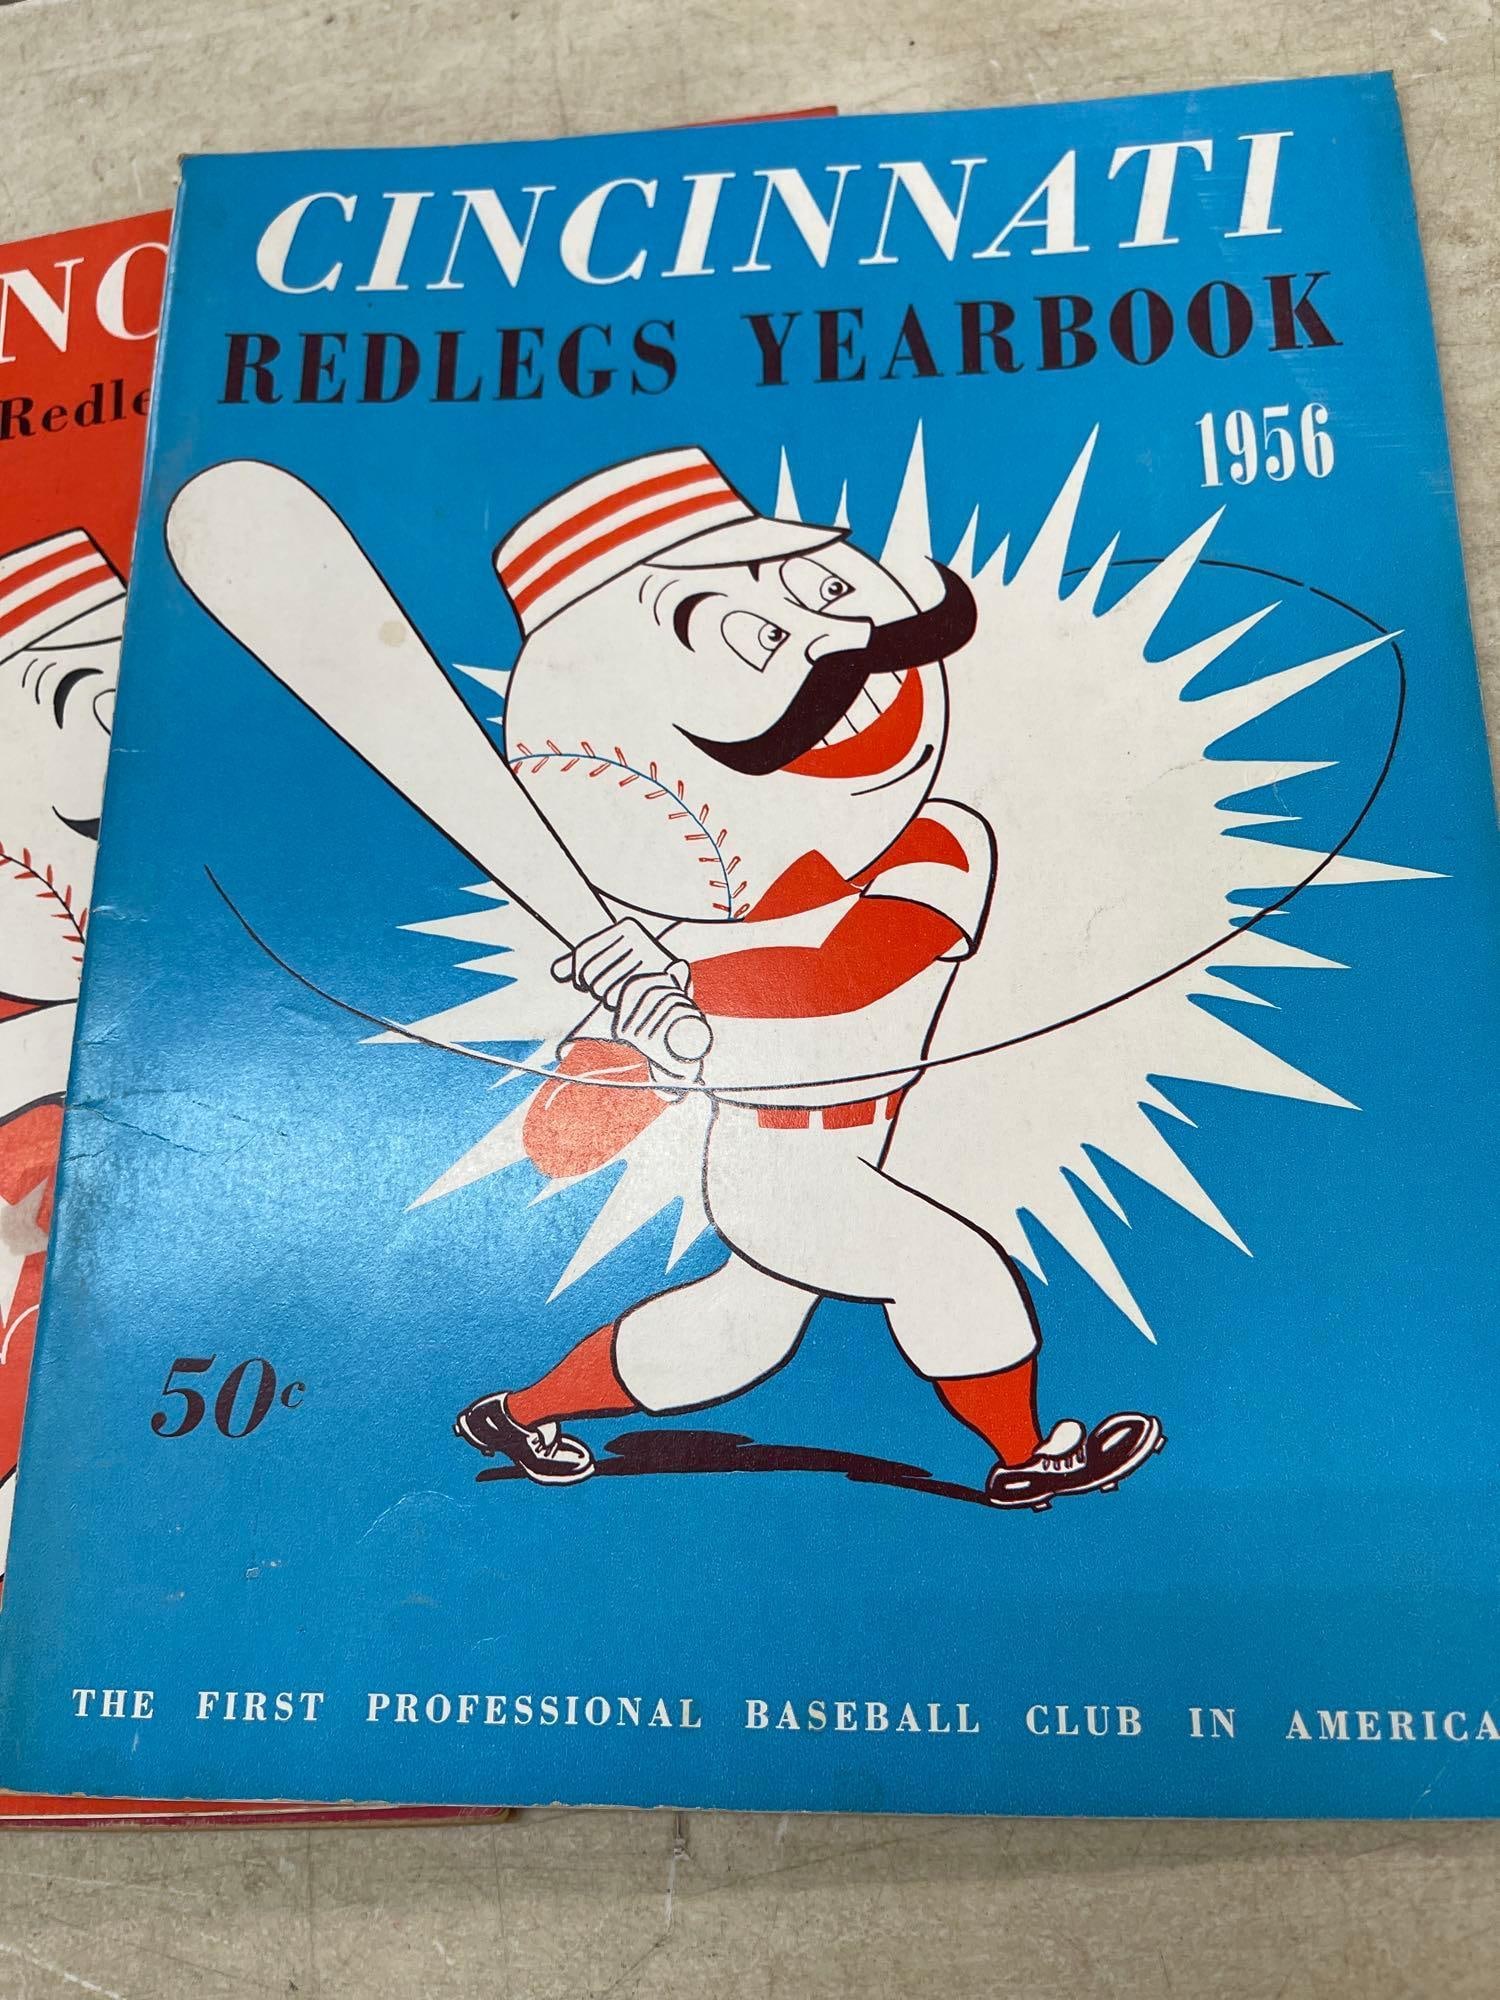 CINCINNATI
REDLEGS YEARBOOK
1956
50c
THE FIRST PROFESSIONAL BASEBALL CLUB IN AMERICA
NC
Redle